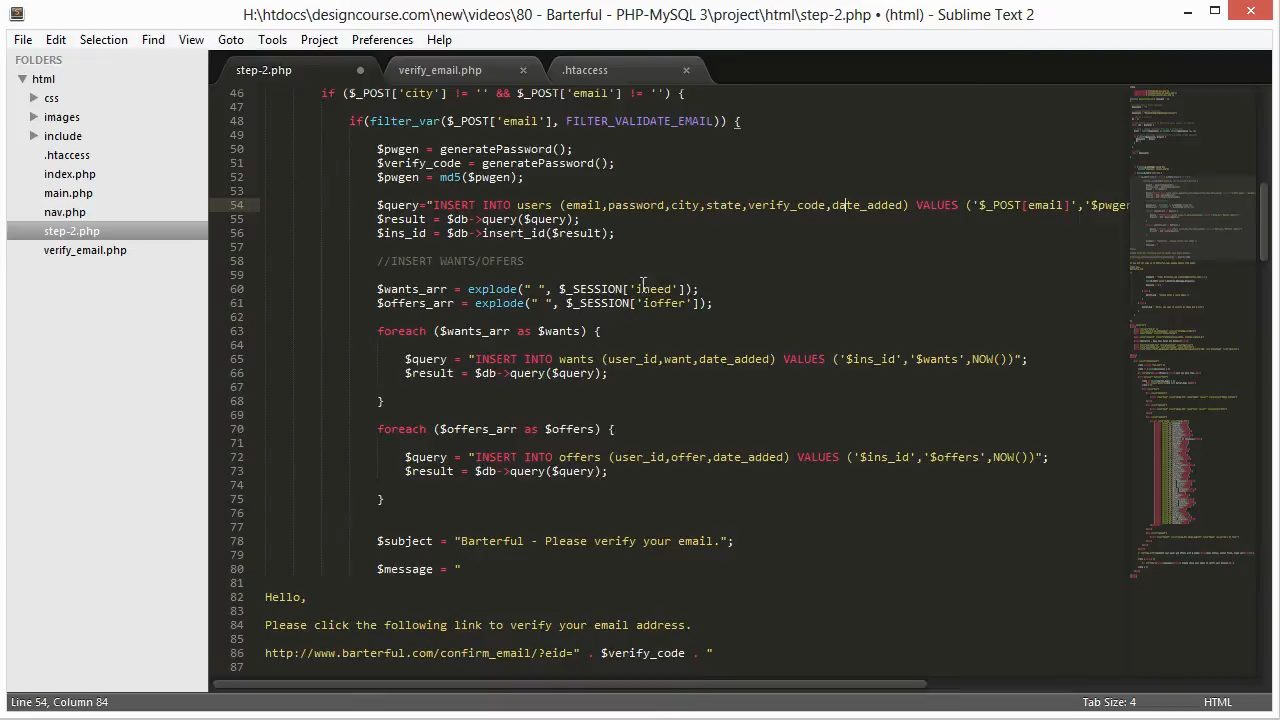 H:\htdocs\designcourse.com\new\videos\80 - Barterful - PHP-MySQL 3\project\html\step-2.php • (html) - Sublime Text 2
File Edit Selection Find View Goto Tools Project Preferences Help
FOLDERS
html
css
images
include
.htaccess
index.php
main.php
nav.php
step-2.php
verify_email.php
step-2.php verify_email.php .htaccess
46 if ($_POST['city'] != '' && $_POST['email'] != '') {
47
48 if(filter_var($_POST['email'], FILTER_VALIDATE_EMAIL)) {
50 $pwgen = generatePassword();
51 $verify_code = generatePassword();
52 $pwgen = md5($pwgen);
53
54 $query="INSERT INTO users (email,password,city,state,verify_code,date_added) VALUES ('$_POST[email]','$pwgen
55 $result = $db->query($query);
56 $ins_id = $db->insert_id($result);
57
58 //INSERT WANTS/OFFERS
59
60 $wants_arr = explode(" ", $_SESSION['ineed']);
61 $offers_arr = explode(" ", $_SESSION['ioffer']);
62
63 foreach ($wants_arr as $wants) {
64
65 $query = "INSERT INTO wants (user_id,want,date_added) VALUES ('$ins_id','$wants',NOW())";
66 $result = $db->query($query);
67
68 }
69
70 foreach ($offers_arr as $offers) {
71
72 $query = "INSERT INTO offers (user_id,offer,date_added) VALUES ('$ins_id','$offers',NOW())";
73 $result = $db->query($query);
74
75 }
76
77
78 $subject = "Barterful - Please verify your email.";
79
80 $message = "
81
82 Hello,
83
84 Please click the following link to verify your email address.
85
86 http://www.barterful.com/confirm_email/?eid=" . $verify_code . "
87
Line 54, Column 84 Tab Size: 4 HTML